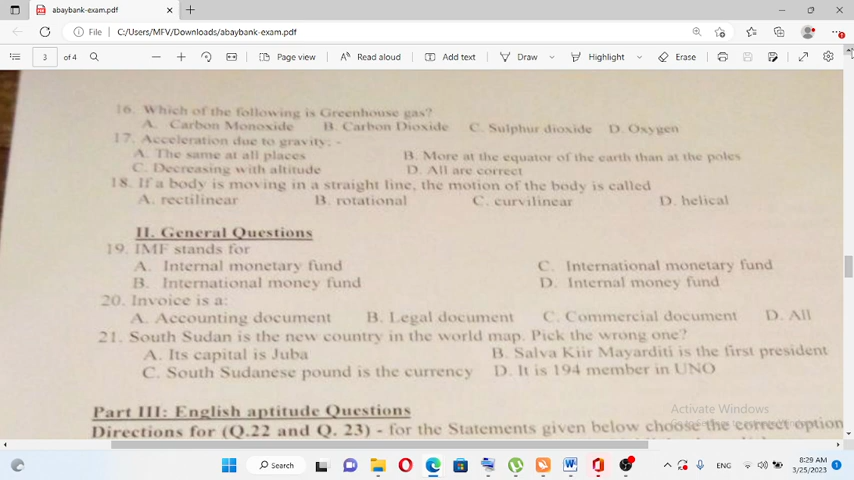 abaybank-exam.pdf
File C:/Users/MFV/Downloads/abaybank-exam.pdf
3 of 4 Page view Read aloud Add text Draw Highlight Erase
16. Which of the following is Greenhouse gas?
A. Carbon Monoxide B. Carbon Dioxide C. Sulphur dioxide D. Oxygen
17. Acceleration due to gravity; -
A. The same at all places B. More at the equator of the earth than at the poles
C. Decreasing with altitude D. All are correct
18. If a body is moving in a straight line, the motion of the body is called
A. rectilinear B. rotational C. curvilinear D. helical
II. General Questions
19. IMF stands for
A. Internal monetary fund C. International monetary fund
B. International money fund D. Internal money fund
20. Invoice is a:
A. Accounting document B. Legal document C. Commercial document D. All
21. South Sudan is the new country in the world map. Pick the wrong one?
A. Its capital is Juba B. Salva Kiir Mayarditi is the first president
C. South Sudanese pound is the currency D. It is 194 member in UNO
Part III: English aptitude Questions
Directions for (Q.22 and Q. 23) - for the Statements given below choose the correct option
Activate Windows
Search ENG 8:29 AM
3/25/2023